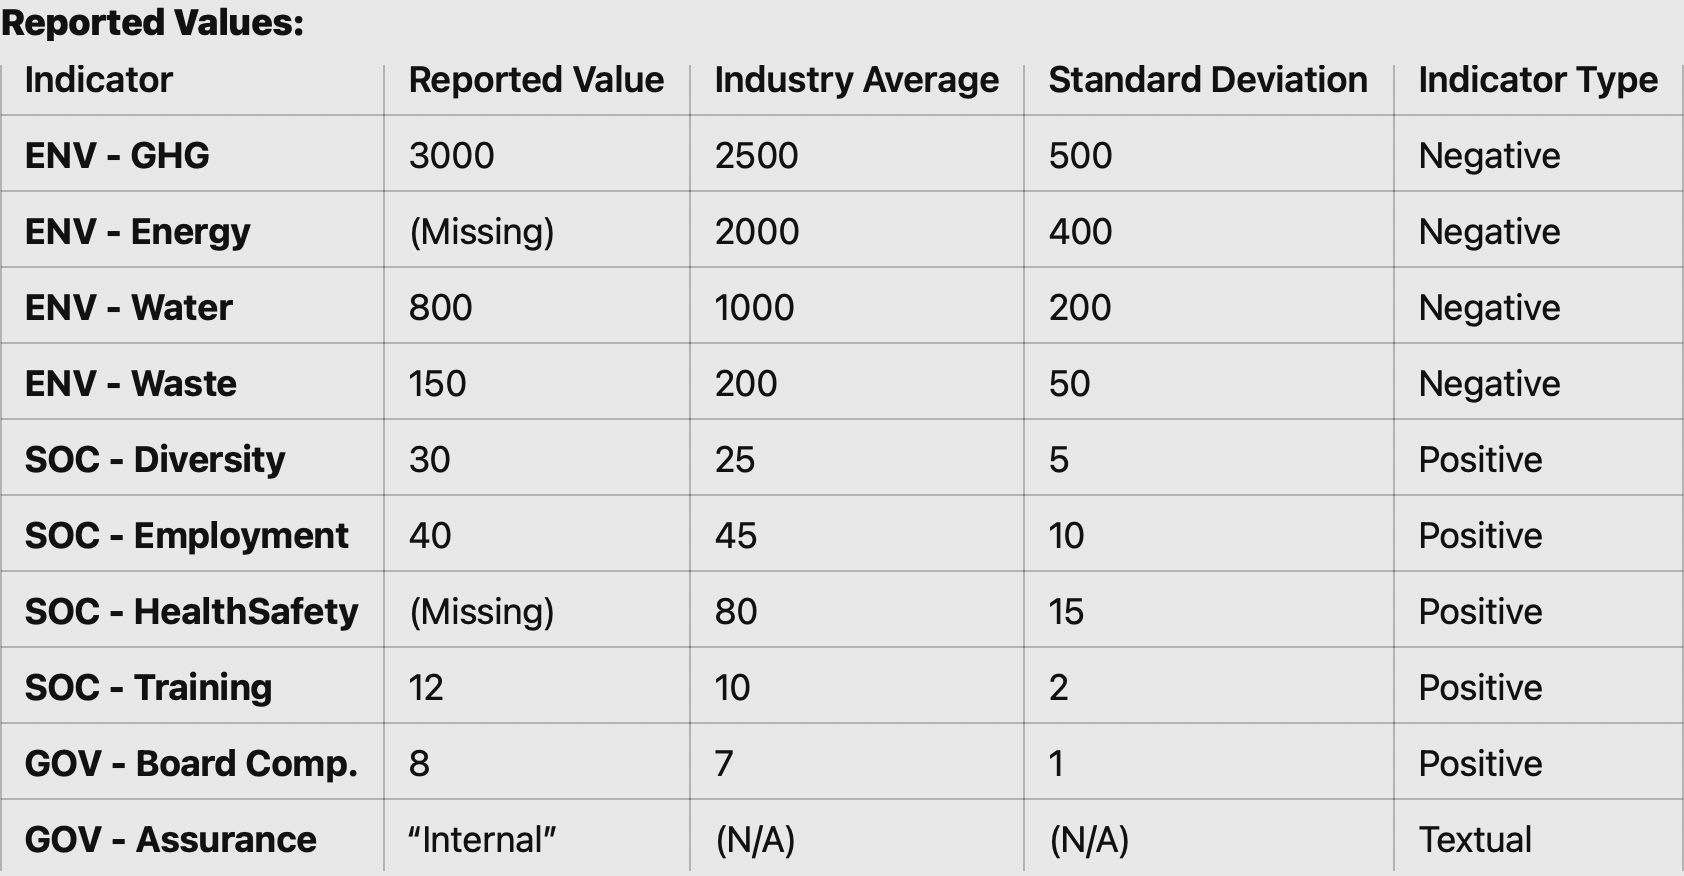 Reported Values:
Indicator Reported Value Industry Average Standard Deviation Indicator Type
ENV - GHG 3000 2500 500 Negative
ENV - Energy (Missing) 2000 400 Negative
ENV - Water 800 1000 200 Negative
ENV - Waste 150 200 50 Negative
SOC - Diversity 30 25 5 Positive
SOC - Employment 40 45 10 Positive
SOC - HealthSafety (Missing) 80 15 Positive
SOC - Training 12 10 2 Positive
GOV - Board Comp. 8 7 1 Positive
GOV - Assurance “Internal” (N/A) (N/A) Textual